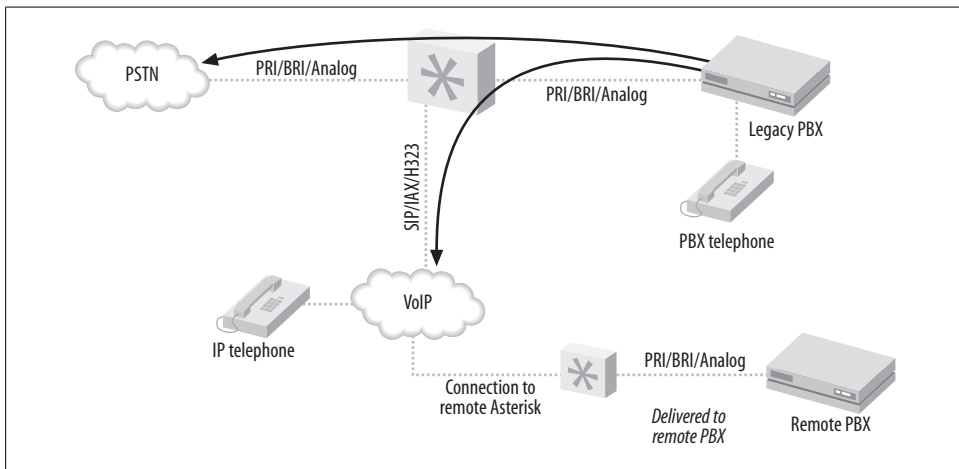 PSTN
PRI/BRI/Analog
PRI/BRI/Analog
Legacy PBX
SIP/IAX/H323
PBX telephone
VoIP
IP telephone
PRI/BRI/Analog
Connection to
remote Asterisk
Delivered to
remote PBX
Remote PBX